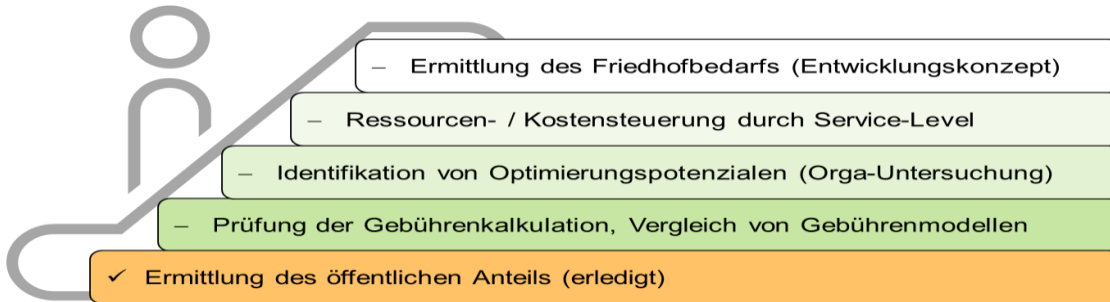 – Ermittlung des Friedhofbedarfs (Entwicklungskonzept)
– Ressourcen- / Kostensteuerung durch Service-Level
– Identifikation von Optimierungspotenzialen (Orga-Untersuchung)
– Prüfung der Gebührenkalkulation, Vergleich von Gebührenmodellen
✓ Ermittlung des öffentlichen Anteils (erledigt)